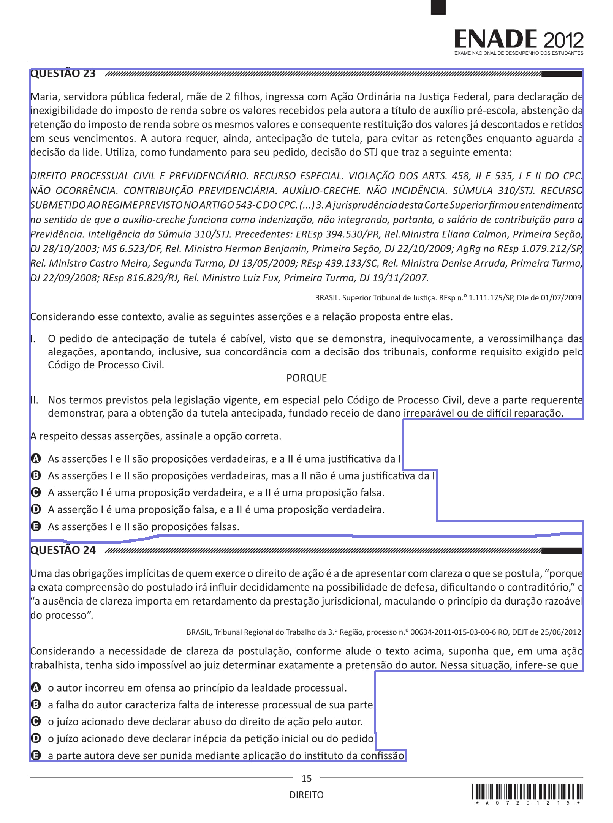 ENADE 2012
EXAME NACIONAL DE DESEMPENHO DOS ESTUDANTES
QUESTÃO 23
Maria, servidora pública federal, mãe de 2 filhos, ingressa com Ação Ordinária na Justiça Federal, para declaração de
inexigibilidade do imposto de renda sobre os valores recebidos pela autora a título de auxílio pré-escola, abstenção da
retenção do imposto de renda sobre os mesmos valores e consequente restituição dos valores já descontados e retidos
em seus vencimentos. A autora requer, ainda, antecipação de tutela, para evitar as retenções enquanto aguarda a
decisão da lide. Utiliza, como fundamento para seu pedido, decisão do STJ que traz a seguinte ementa:
DIREITO PROCESSUAL CIVIL E PREVIDENCIÁRIO. RECURSO ESPECIAL. VIOLAÇÃO DOS ARTS. 458, II E 535, I E II DO CPC.
NÃO OCORRÊNCIA. CONTRIBUIÇÃO PREVIDENCIÁRIA. AUXÍLIO-CRECHE. NÃO INCIDÊNCIA. SÚMULA 310/STJ. RECURSO
SUBMETIDO AO REGIME PREVISTO NO ARTIGO 543-C DO CPC. (...) 3. A jurisprudência desta Corte Superior firmou entendimento
no sentido de que o auxílio-creche funciona como indenização, não integrando, portanto, o salário de contribuição para a
Previdência. Inteligência da Súmula 310/STJ. Precedentes: EREsp 394.530/PR, Rel.Ministra Eliana Calmon, Primeira Seção,
DJ 28/10/2003; MS 6.523/DF, Rel. Ministro Herman Benjamin, Primeira Seção, DJ 22/10/2009; AgRg no REsp 1.079.212/SP,
Rel. Ministro Castro Meira, Segunda Turma, DJ 13/05/2009; REsp 439.133/SC, Rel. Ministra Denise Arruda, Primeira Turma,
DJ 22/09/2008; REsp 816.829/RJ, Rel. Ministro Luiz Fux, Primeira Turma, DJ 19/11/2007.
BRASIL. Superior Tribunal de Justiça. REsp n.º 1.111.175/SP, DJe de 01/07/2009.
Considerando esse contexto, avalie as seguintes asserções e a relação proposta entre elas.
I. O pedido de antecipação de tutela é cabível, visto que se demonstra, inequivocamente, a verossimilhança das
alegações, apontando, inclusive, sua concordância com a decisão dos tribunais, conforme requisito exigido pelo
Código de Processo Civil.
PORQUE
II. Nos termos previstos pela legislação vigente, em especial pelo Código de Processo Civil, deve a parte requerente
demonstrar, para a obtenção da tutela antecipada, fundado receio de dano irreparável ou de difícil reparação.
A respeito dessas asserções, assinale a opção correta.
A As asserções I e II são proposições verdadeiras, e a II é uma justificativa da I.
B As asserções I e II são proposições verdadeiras, mas a II não é uma justificativa da I.
C A asserção I é uma proposição verdadeira, e a II é uma proposição falsa.
D A asserção I é uma proposição falsa, e a II é uma proposição verdadeira.
E As asserções I e II são proposições falsas.
QUESTÃO 24
Uma das obrigações implícitas de quem exerce o direito de ação é a de apresentar com clareza o que se postula, "porque
a exata compreensão do postulado irá influir decididamente na possibilidade de defesa, dificultando o contraditório," e
"a ausência de clareza importa em retardamento da prestação jurisdicional, maculando o princípio da duração razoável
do processo".
BRASIL, Tribunal Regional do Trabalho da 3.ª Região, processo n.º 00634-2011-015-03-00-6 RO, DEJT de 25/06/2012.
Considerando a necessidade de clareza da postulação, conforme alude o texto acima, suponha que, em uma ação
trabalhista, tenha sido impossível ao juiz determinar exatamente a pretensão do autor. Nessa situação, infere-se que
A o autor incorreu em ofensa ao princípio da lealdade processual.
B a falha do autor caracteriza falta de interesse processual de sua parte.
C o juízo acionado deve declarar abuso do direito de ação pelo autor.
D o juízo acionado deve declarar inépcia da petição inicial ou do pedido.
E a parte autora deve ser punida mediante aplicação do instituto da confissão.
15
DIREITO